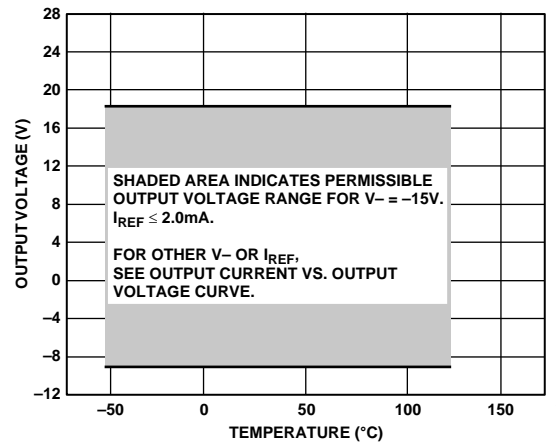 OUTPUT VOLTAGE (V)
28
24
20
16
12
8
4
0
–4
–8
–12
SHADED AREA INDICATES PERMISSIBLE
OUTPUT VOLTAGE RANGE FOR V– = –15V.
IREF ≤ 2.0mA.
FOR OTHER V– OR IREF,
SEE OUTPUT CURRENT VS. OUTPUT
VOLTAGE CURVE.
–50 0 50 100 150
TEMPERATURE (°C)